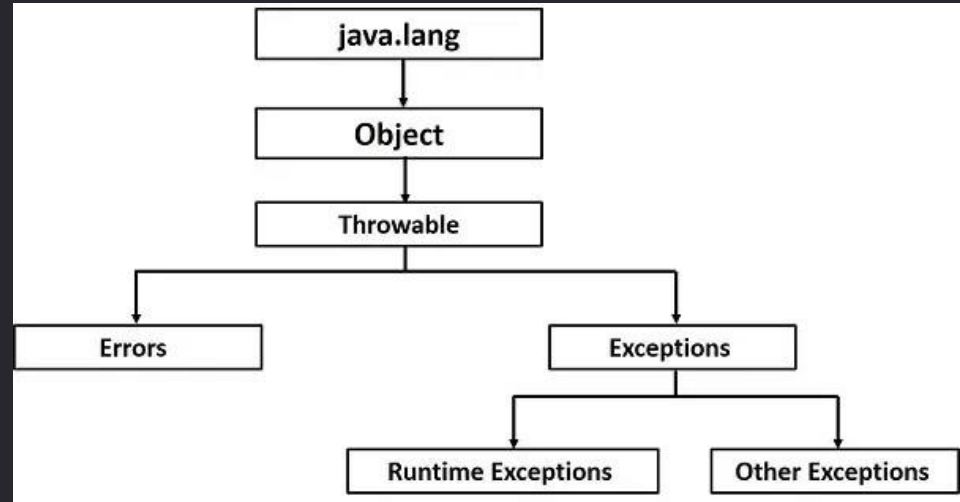 java.lang
Object
Throwable
Errors
Exceptions
Runtime Exceptions
Other Exceptions